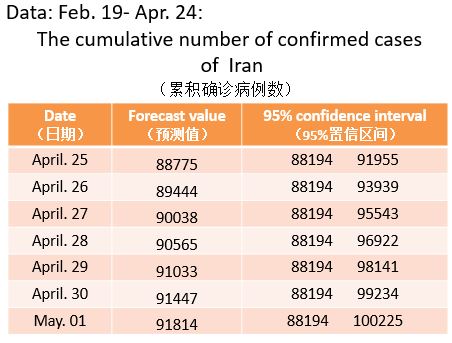 Data: Feb. 19- Apr. 24:
The cumulative number of confirmed cases
of Iran
（累积确诊病例数）
Date Forecast value 95% confidence interval
（日期） （预测值） （95%置信区间）
April. 25 88775 88194 91955
April. 26 89444 88194 93939
April. 27 90038 88194 95543
April. 28 90565 88194 96922
April. 29 91033 88194 98141
April. 30 91447 88194 99234
May. 01 91814 88194 100225